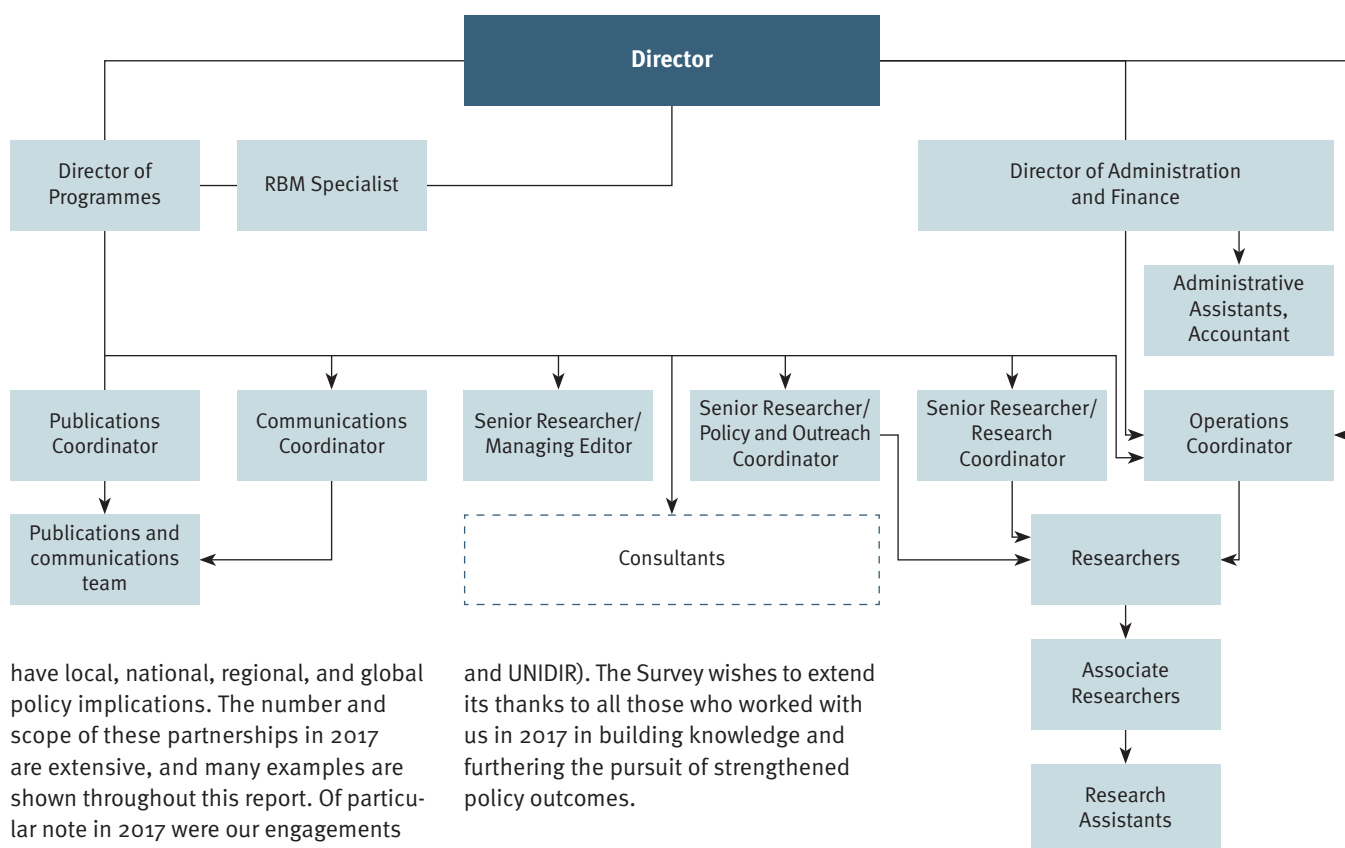 Director
Director of
Programmes
RBM Specialist
Director of Administration
and Finance
Administrative
Assistants,
Accountant
Publications
Coordinator
Communications
Coordinator
Senior Researcher/
Managing Editor
Senior Researcher/
Policy and Outreach
Coordinator
Senior Researcher/
Research
Coordinator
Operations
Coordinator
Publications and
communications
team
Consultants
Researchers
Associate
Researchers
Research
Assistants
have local, national, regional, and global
policy implications. The number and
scope of these partnerships in 2017
are extensive, and many examples are
shown throughout this report. Of particu-
lar note in 2017 were our engagements
and UNIDIR). The Survey wishes to extend
its thanks to all those who worked with
us in 2017 in building knowledge and
furthering the pursuit of strengthened
policy outcomes.